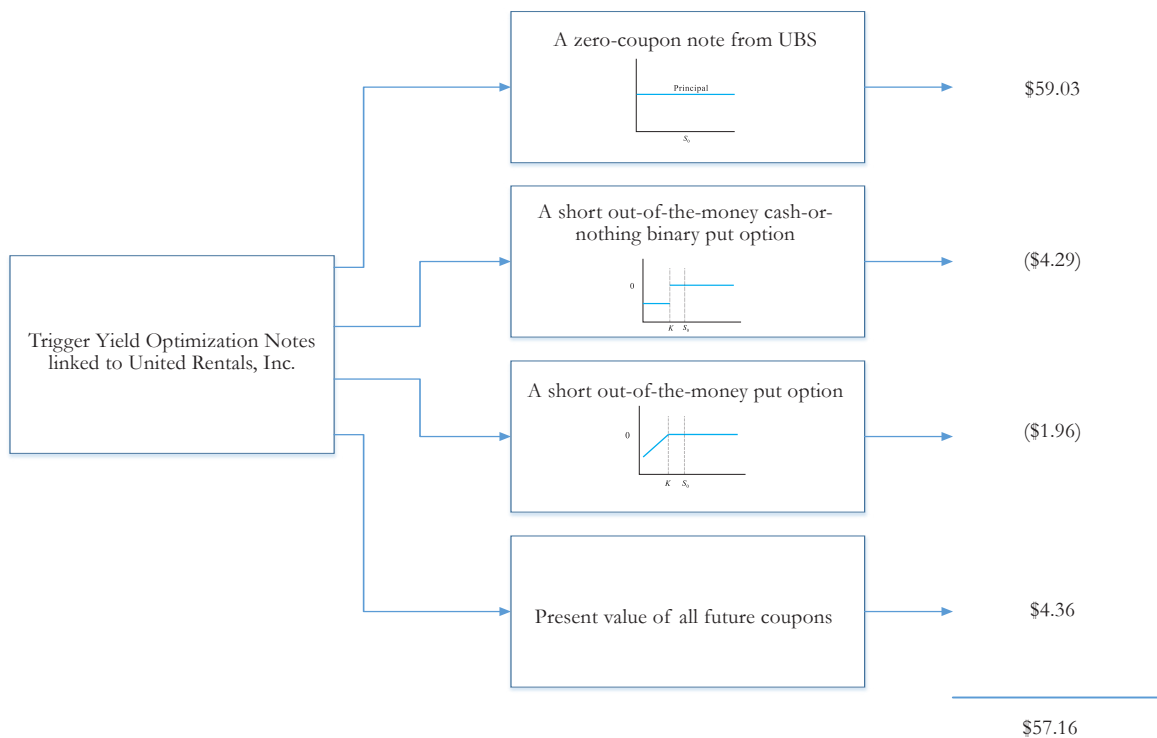 A zero-coupon note from UBS
Principal
S₀
$59.03
A short out-of-the-money cash-or-
nothing binary put option
0
K S₀
($4.29)
Trigger Yield Optimization Notes
linked to United Rentals, Inc.
A short out-of-the-money put option
0
K S₀
($1.96)
Present value of all future coupons
$4.36
$57.16